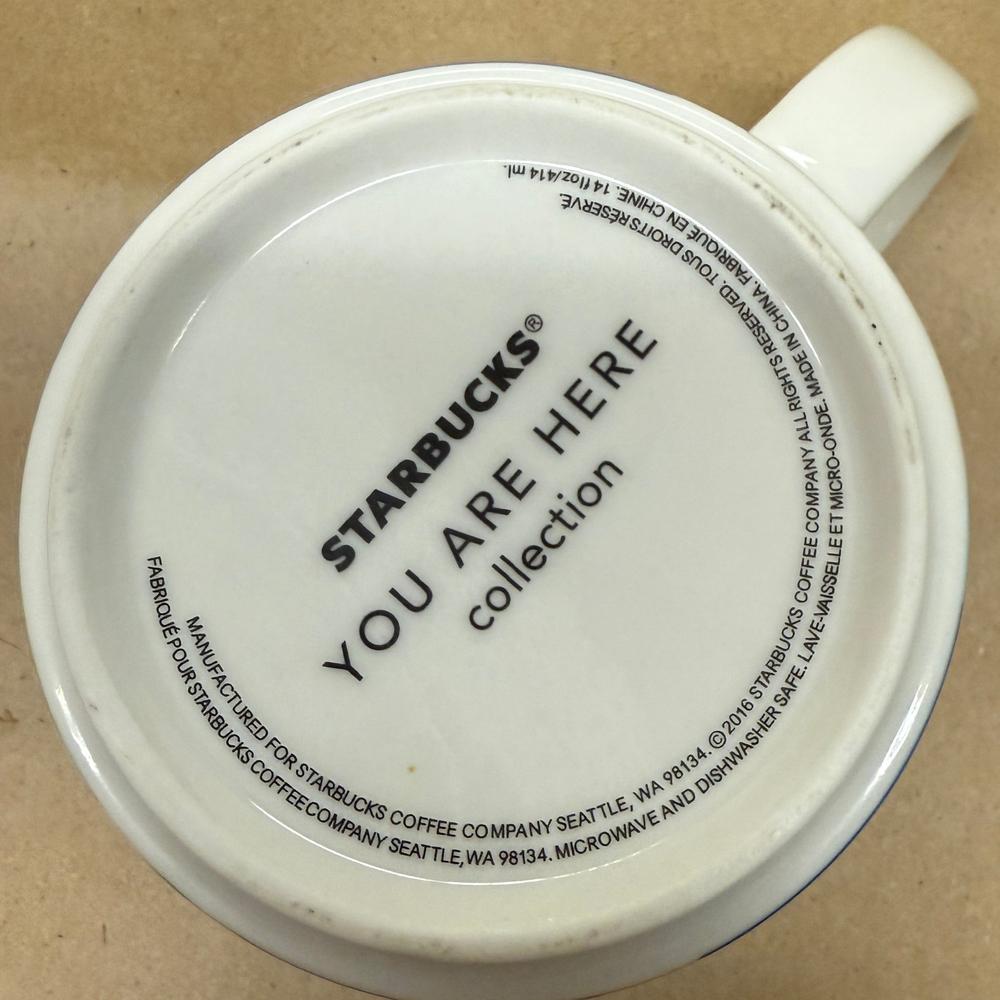 STARBUCKS®
YOU ARE HERE
collection
MANUFACTURED FOR STARBUCKS COFFEE COMPANY SEATTLE, WA 98134. ©2016 STARBUCKS COFFEE COMPANY ALL RIGHTS RESERVED. TOUS DROITS RÉSERVÉ.
FABRIQUÉ POUR STARBUCKS COFFEE COMPANY SEATTLE, WA 98134. MICROWAVE AND DISHWASHER SAFE. LAVE-VAISSELLE ET MICRO-ONDE. MADE IN CHINA. FABRIQUÉ EN CHINE. 14 floz/414 ml.